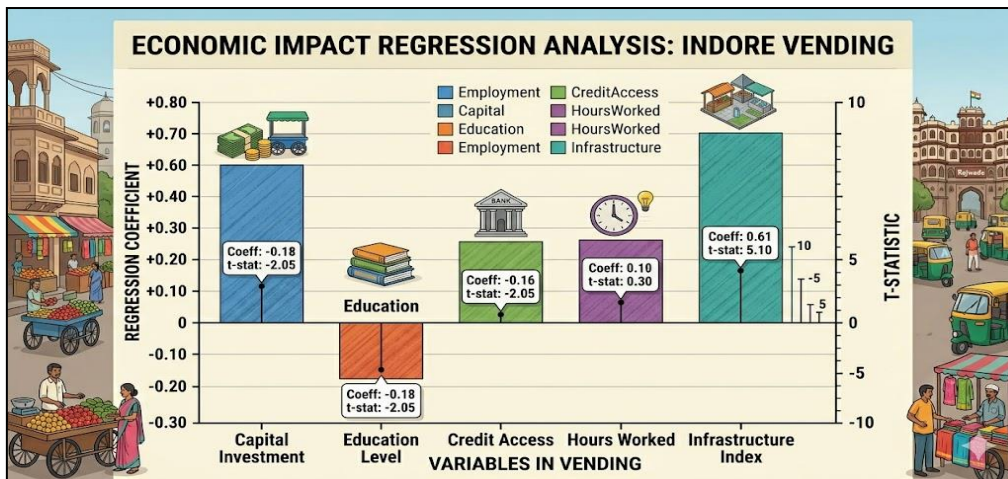 ECONOMIC IMPACT REGRESSION ANALYSIS: INDORE VENDING
Employment
Capital
Education
Employment
CreditAccess
HoursWorked
HoursWorked
Infrastructure
REGRESSION COEFFICIENT
+0.80
+0.70
+0.60
+0.40
+0.30
+0.20
+0.10
0
-0.10
-0.20
-0.30
BANK
Education
Coeff: -0.18
t-stat: -2.05
Coeff: -0.18
t-stat: -2.05
Coeff: -0.16
t-stat: -2.05
Coeff: 0.10
t-stat: 0.30
Coeff: 0.61
t-stat: 5.10
10
-5
5
10
5
0
-5
-10
T-STATISTIC
Rajwada
Capital
Investment
Education
Level
Credit Access
Hours Worked
Infrastructure
Index
VARIABLES IN VENDING